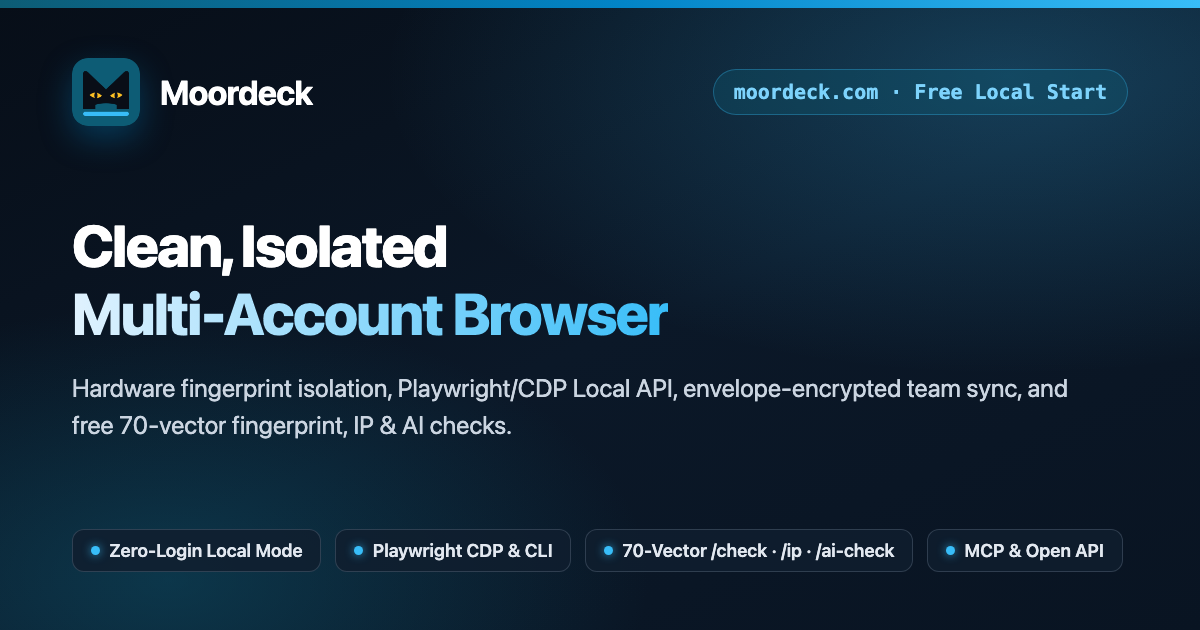 Moordeck
moordeck.com · Free Local Start
Clean, Isolated
Multi-Account Browser
Hardware fingerprint isolation, Playwright/CDP Local API, envelope-encrypted team sync, and
free 70-vector fingerprint, IP & AI checks.
Zero-Login Local Mode
Playwright CDP & CLI
70-Vector /check · /ip · /ai-check
MCP & Open API